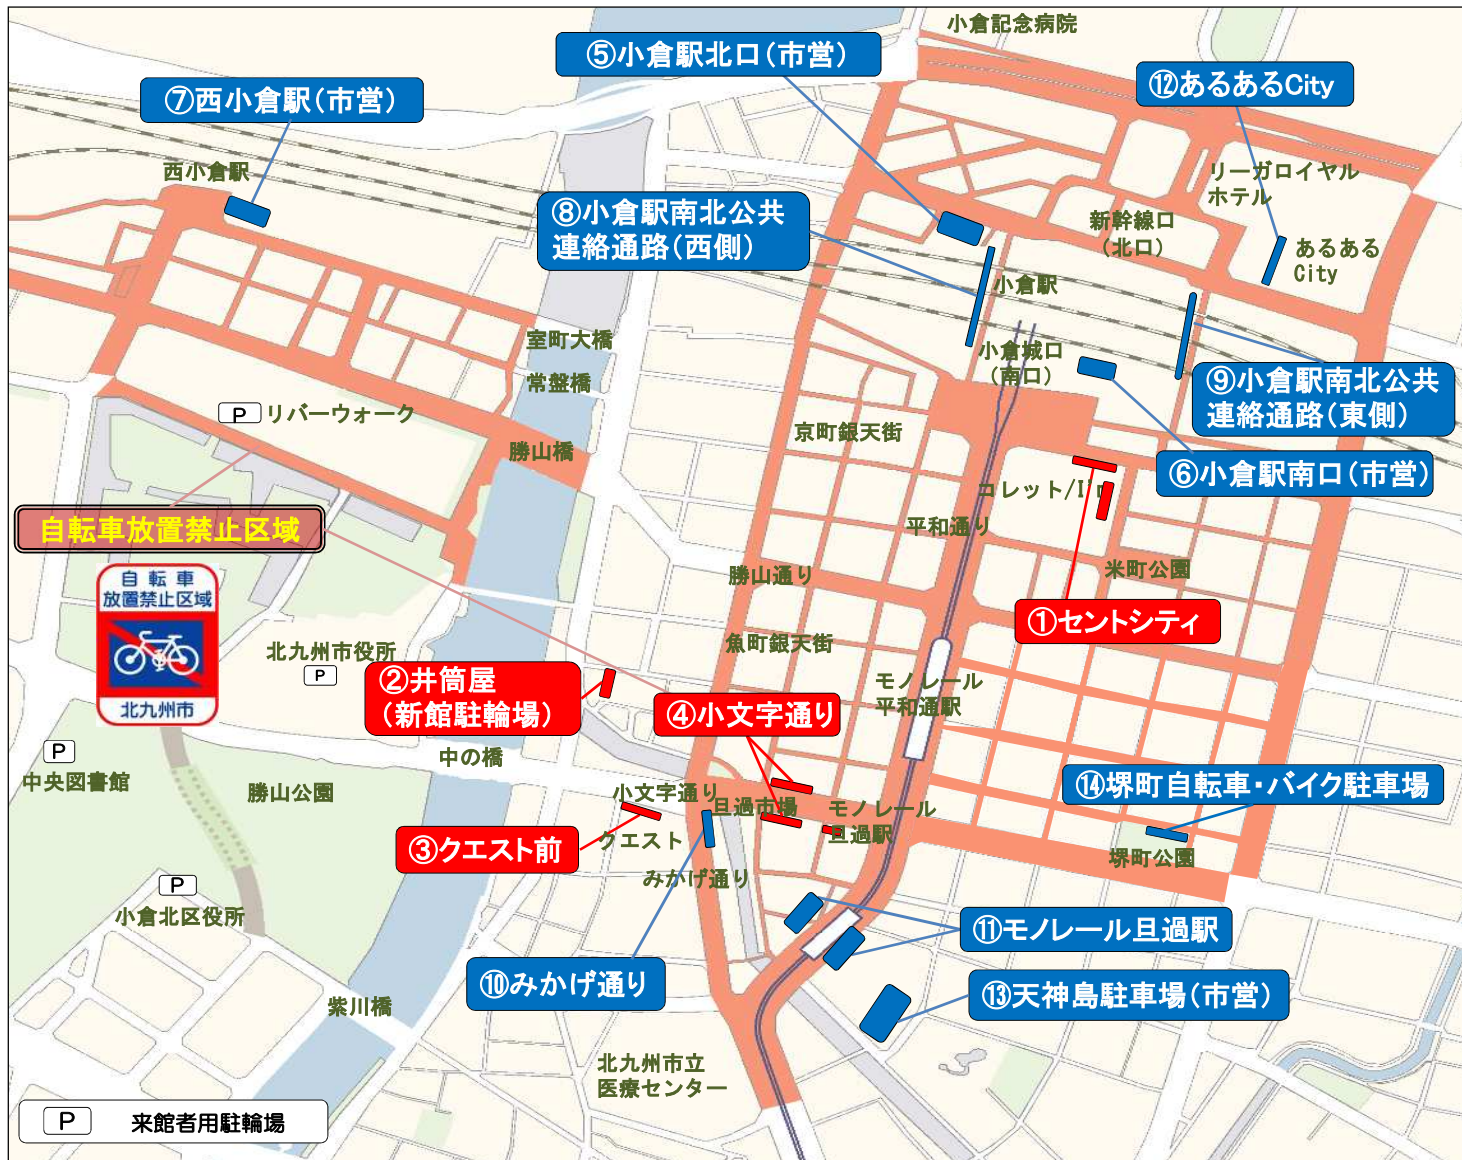 小倉記念病院
⑤小倉駅北口(市営)
⑫あるあるCity
⑦西小倉駅(市営)
西小倉駅
リーガロイヤル
ホテル
⑧小倉駅南北公共
連絡通路(西側)
新幹線口
(北口)
あるある
City
小倉駅
室町大橋
小倉城口
(南口)
常盤橋
⑨小倉駅南北公共
連絡通路(東側)
P リバーウォーク
京町銀天街
勝山橋
⑥小倉駅南口(市営)
コレット/I'n
自転車放置禁止区域
平和通り
自転車
放置禁止区域
北九州市
勝山通り
米町公園
①セントシティ
魚町銀天街
北九州市役所
P
②井筒屋
(新館駐輪場)
モノレール
平和通駅
④小文字通り
P
中央図書館
中の橋
勝山公園
小文字通り
旦過市場
モノレール
旦過駅
⑭堺町自転車・バイク駐車場
③クエスト前
クエスト
堺町公園
みかげ通り
P
小倉北区役所
⑪モノレール旦過駅
⑩みかげ通り
⑬天神島駐車場(市営)
紫川橋
北九州市立
医療センター
P 来館者用駐輪場